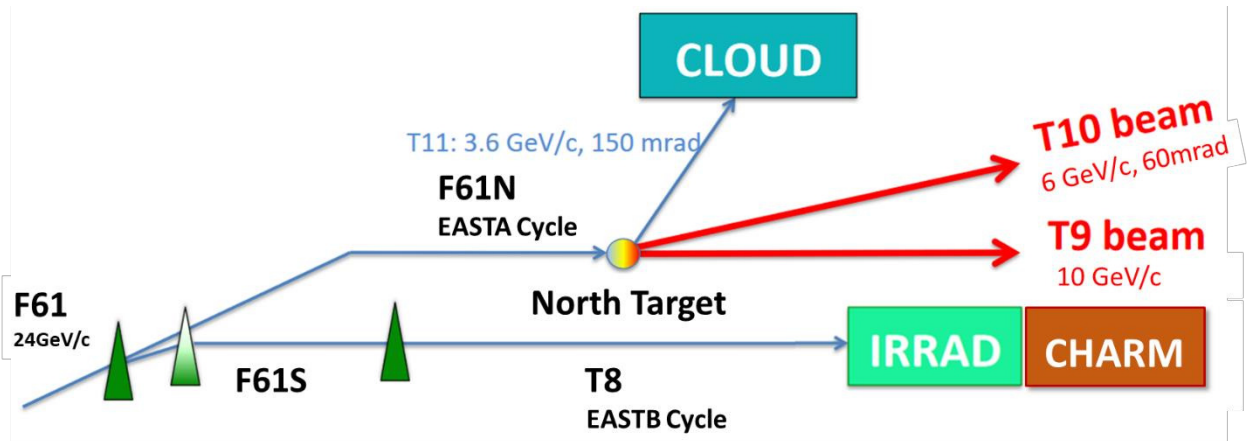 CLOUD
T11: 3.6 GeV/c, 150 mrad
T10 beam
6 GeV/c, 60mrad
F61N
EASTA Cycle
T9 beam
10 GeV/c
F61
24GeV/c
North Target
IRRAD
CHARM
F61S
T8
EASTB Cycle